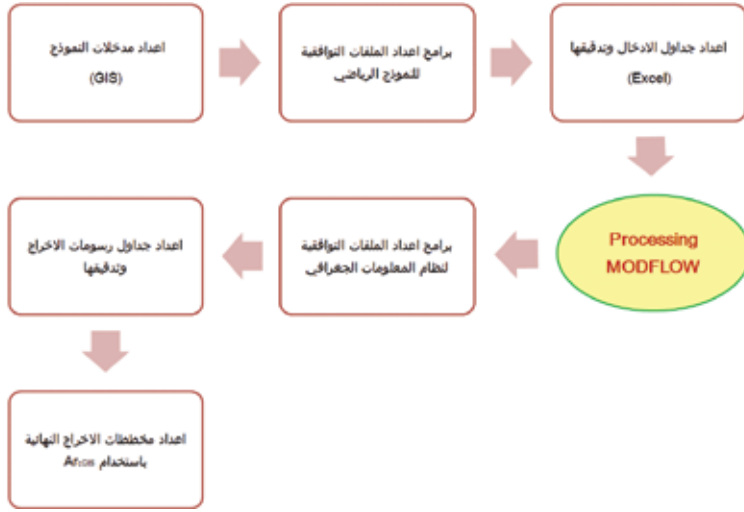 اعداد مدخلات النموذج
(GIS)
برامج اعداد الملفات التوافقية
للنموذج الرياضي
اعداد جداول الادخال وتدقيقها
(Excel)
Processing
MODFLOW
برامج اعداد الملفات التوافقية
لنظام المعلومات الجغرافي
اعداد جداول رسومات الاخراج
وتدقيقها
اعداد مخططات الاخراج النهائية
باستخدام ArcGIS